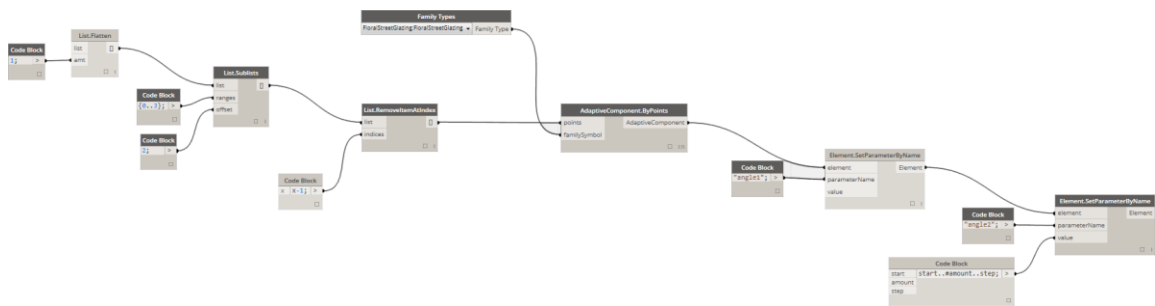 Family Types
FloralStreetGlazing:FloralStreetGlazing
Family Type
List.Flatten
list
[]
amt
Code Block
1;
>
List.Sublists
list
[]
ranges
offset
Code Block
{0..3};
>
Code Block
2;
>
List.RemoveItemAtIndex
list
[]
indices
Code Block
x
x-1;
>
AdaptiveComponent.ByPoints
points
AdaptiveComponent
familySymbol
Element.SetParameterByName
element
Element
parameterName
value
Code Block
"angle1";
>
Element.SetParameterByName
element
Element
parameterName
value
Code Block
"angle2";
>
Code Block
start
start..#amount..step;
>
amount
step